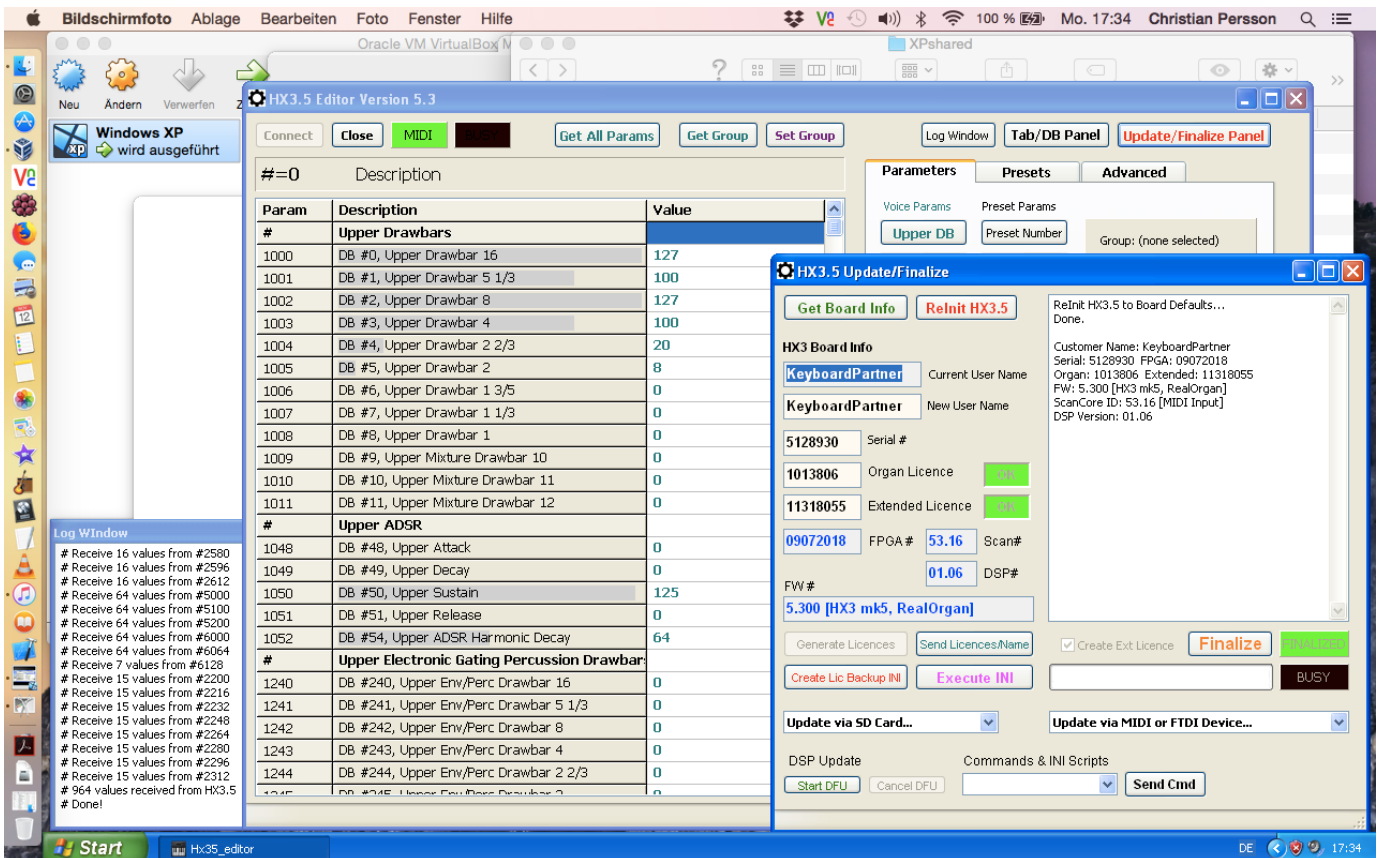 Bildschirmfoto Ablage Bearbeiten Foto Fenster Hilfe 100 % Mo. 17:34 Christian Persson
Oracle VM VirtualBox M
XPshared
Neu Ändern Verwerfen Z
Windows XP
wird ausgeführt
HX3.5 Editor Version 5.3
Connect Close MIDI BUSY Get All Params Get Group Set Group Log Window Tab/DB Panel Update/Finalize Panel
#=0 Description
Parameters Presets Advanced
Voice Params Preset Params
Upper DB Preset Number Group: (none selected)
Param Description Value
# Upper Drawbars
1000 DB #0, Upper Drawbar 16 127
1001 DB #1, Upper Drawbar 5 1/3 100
1002 DB #2, Upper Drawbar 8 127
1003 DB #3, Upper Drawbar 4 100
1004 DB #4, Upper Drawbar 2 2/3 20
1005 DB #5, Upper Drawbar 2 8
1006 DB #6, Upper Drawbar 1 3/5 0
1007 DB #7, Upper Drawbar 1 1/3 0
1008 DB #8, Upper Drawbar 1 0
1009 DB #9, Upper Mixture Drawbar 10 0
1010 DB #10, Upper Mixture Drawbar 11 0
1011 DB #11, Upper Mixture Drawbar 12 0
# Upper ADSR
1048 DB #48, Upper Attack 0
1049 DB #49, Upper Decay 0
1050 DB #50, Upper Sustain 125
1051 DB #51, Upper Release 0
1052 DB #54, Upper ADSR Harmonic Decay 64
# Upper Electronic Gating Percussion Drawbar
1240 DB #240, Upper Env/Perc Drawbar 16 0
1241 DB #241, Upper Env/Perc Drawbar 5 1/3 0
1242 DB #242, Upper Env/Perc Drawbar 8 0
1243 DB #243, Upper Env/Perc Drawbar 4 0
1244 DB #244, Upper Env/Perc Drawbar 2 2/3 0
1245 DB #245, Upper Env/Perc Drawbar 2 0
HX3.5 Update/Finalize
Get Board Info ReInit HX3.5
HX3 Board Info
KeyboardPartner Current User Name
KeyboardPartner New User Name
5128930 Serial #
1013806 Organ Licence ok
11318055 Extended Licence ok
09072018 FPGA # 53.16 Scan#
01.06 DSP#
FW #
5.300 [HX3 mk5, RealOrgan]
ReInit HX3.5 to Board Defaults...
Done.
Customer Name: KeyboardPartner
Serial: 5128930 FPGA: 09072018
Organ: 1013806 Extended: 11318055
FW: 5.300 [HX3 mk5, RealOrgan]
ScanCore ID: 53.16 [MIDI Input]
DSP Version: 01.06
Generate Licences Send Licences/Name Create Ext Licence Finalize FINALIZED
Create Lic Backup INI Execute INI BUSY
Update via SD Card... Update via MIDI or FTDI Device...
DSP Update Commands & INI Scripts
Start DFU Cancel DFU Send Cmd
Log WIndow
# Receive 16 values from #2580
# Receive 16 values from #2596
# Receive 16 values from #2612
# Receive 64 values from #5000
# Receive 64 values from #5100
# Receive 64 values from #5200
# Receive 64 values from #6000
# Receive 64 values from #6064
# Receive 7 values from #6128
# Receive 15 values from #2200
# Receive 15 values from #2216
# Receive 15 values from #2232
# Receive 15 values from #2248
# Receive 15 values from #2264
# Receive 15 values from #2280
# Receive 15 values from #2296
# Receive 15 values from #2312
# 964 values received from HX3.5
# Done!
Start Hx35_editor DE 17:34